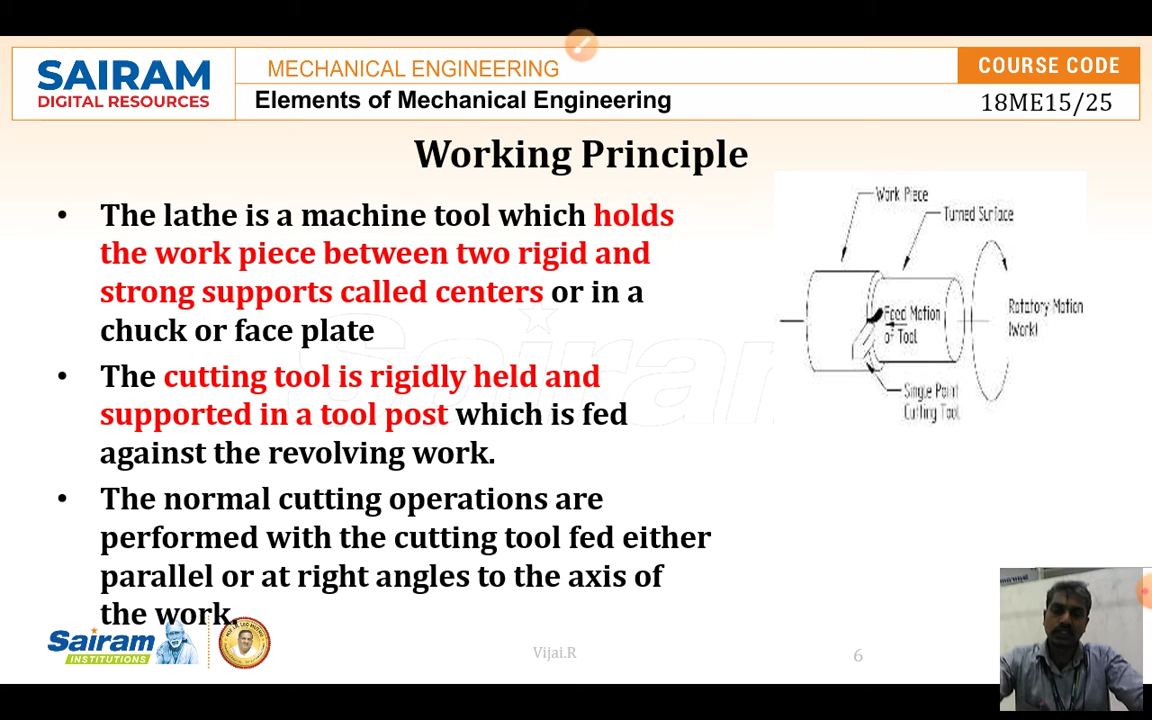 SAIRAM
DIGITAL RESOURCES
MECHANICAL ENGINEERING
Elements of Mechanical Engineering
COURSE CODE
18ME15/25
Working Principle
• The lathe is a machine tool which holds
the work piece between two rigid and
strong supports called centers or in a
chuck or face plate
• The cutting tool is rigidly held and
supported in a tool post which is fed
against the revolving work.
• The normal cutting operations are
performed with the cutting tool fed either
parallel or at right angles to the axis of
the work.
Work Piece
Turned Surface
Feed Motion
of Tool
Rotatory Motion
(Work)
Single Point
Cutting Tool
Sairam
Sairam
INSTITUTIONS
Vijai.R
6